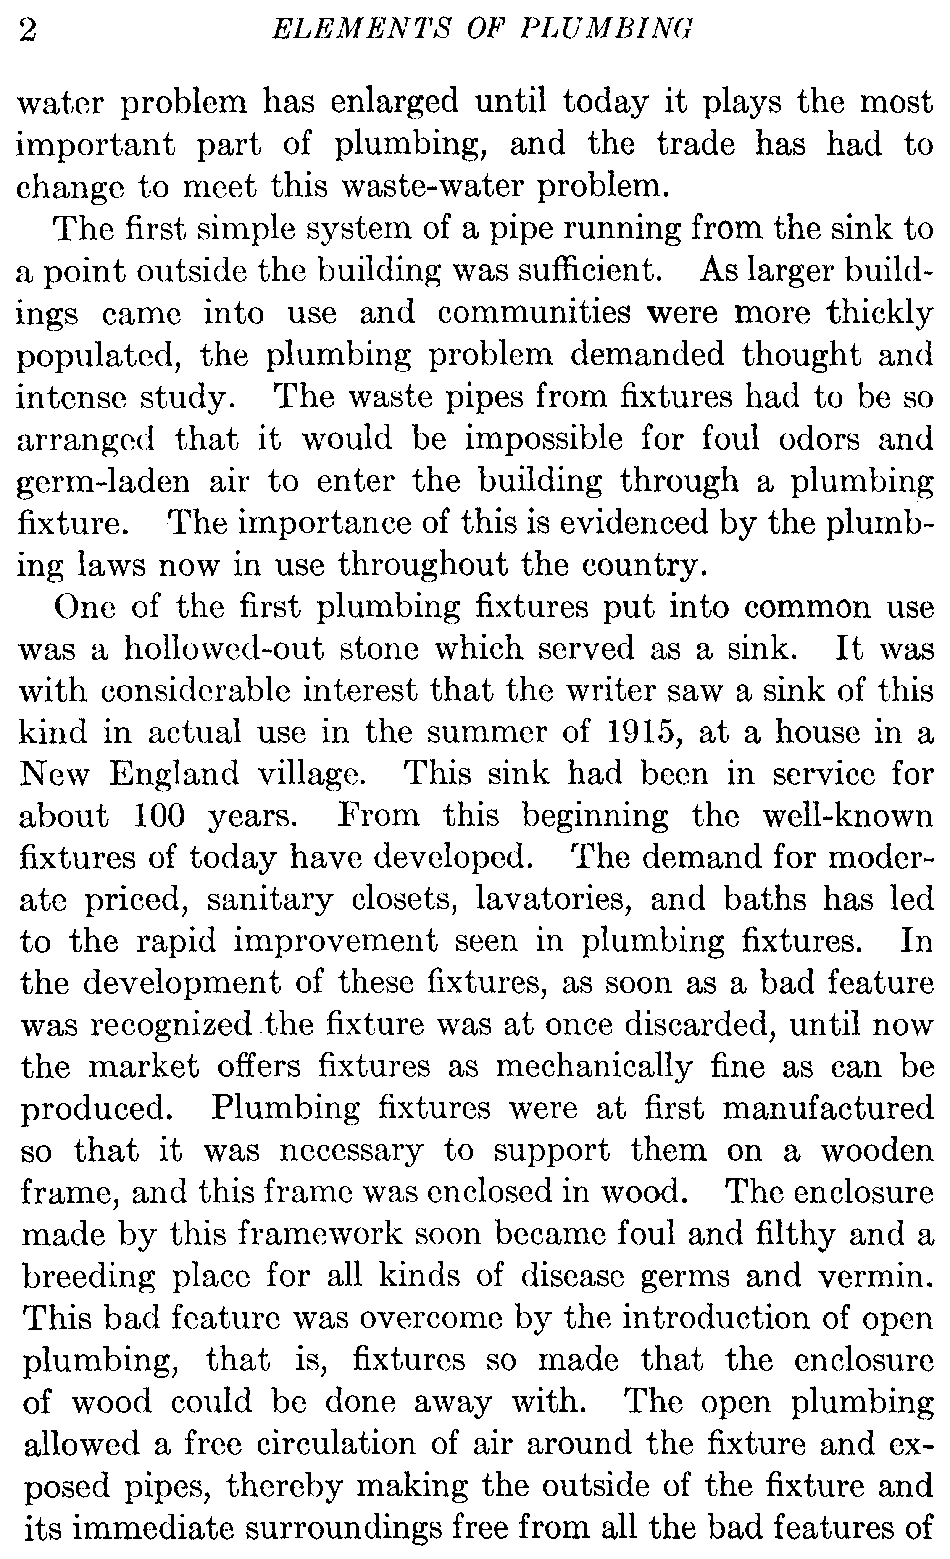 2 ELEMENTS OF PLUMBING
water problem has enlarged until today it plays the most
important part of plumbing, and the trade has had to
change to meet this waste-water problem.
The first simple system of a pipe running from the sink to
a point outside the building was sufficient. As larger build-
ings came into use and communities were more thickly
populated, the plumbing problem demanded thought and
intense study. The waste pipes from fixtures had to be so
arranged that it would be impossible for foul odors and
germ-laden air to enter the building through a plumbing
fixture. The importance of this is evidenced by the plumb-
ing laws now in use throughout the country.
One of the first plumbing fixtures put into common use
was a hollowed-out stone which served as a sink. It was
with considerable interest that the writer saw a sink of this
kind in actual use in the summer of 1915, at a house in a
New England village. This sink had been in service for
about 100 years. From this beginning the well-known
fixtures of today have developed. The demand for moder-
ate priced, sanitary closets, lavatories, and baths has led
to the rapid improvement seen in plumbing fixtures. In
the development of these fixtures, as soon as a bad feature
was recognized the fixture was at once discarded, until now
the market offers fixtures as mechanically fine as can be
produced. Plumbing fixtures were at first manufactured
so that it was necessary to support them on a wooden
frame, and this frame was enclosed in wood. The enclosure
made by this framework soon became foul and filthy and a
breeding place for all kinds of disease germs and vermin.
This bad feature was overcome by the introduction of open
plumbing, that is, fixtures so made that the enclosure
of wood could be done away with. The open plumbing
allowed a free circulation of air around the fixture and ex-
posed pipes, thereby making the outside of the fixture and
its immediate surroundings free from all the bad features of